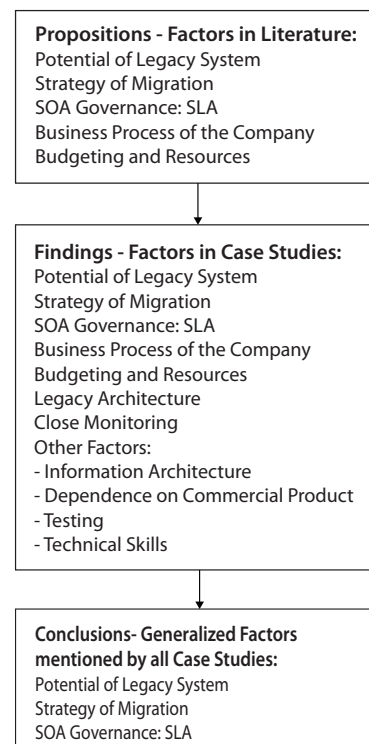 Propositions - Factors in Literature:
Potential of Legacy System
Strategy of Migration
SOA Governance: SLA
Business Process of the Company
Budgeting and Resources
Findings - Factors in Case Studies:
Potential of Legacy System
Strategy of Migration
SOA Governance: SLA
Business Process of the Company
Budgeting and Resources
Legacy Architecture
Close Monitoring
Other Factors:
- Information Architecture
- Dependence on Commercial Product
- Testing
- Technical Skills
Conclusions- Generalized Factors
mentioned by all Case Studies:
Potential of Legacy System
Strategy of Migration
SOA Governance: SLA